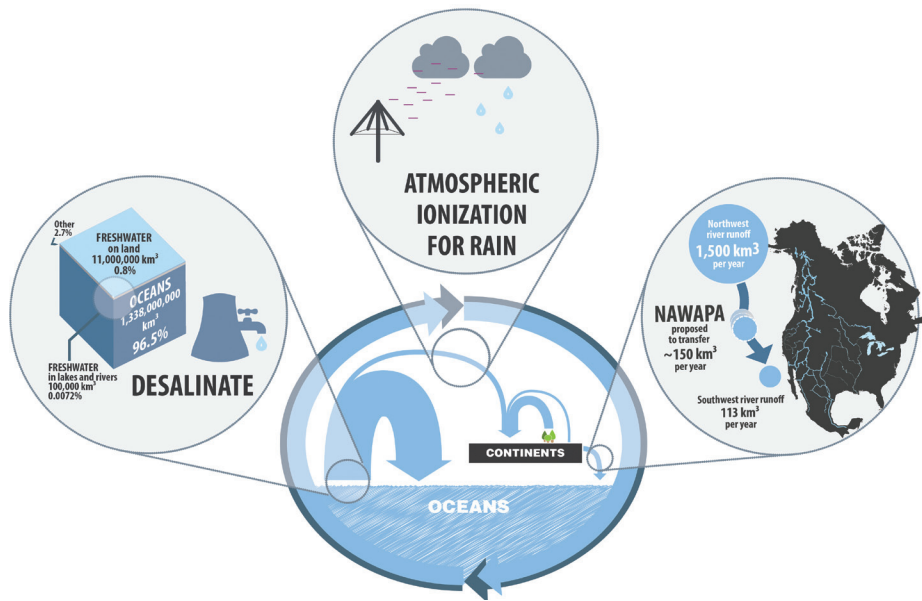 ATMOSPHERIC
IONIZATION
FOR RAIN
Other
2.7%
FRESHWATER
on land
11,000,000 km³
0.8%
OCEANS
1,338,000,000
km³
96.5%
FRESHWATER
in lakes and rivers
100,000 km³
0.0072%
DESALINATE
Northwest
river runoff
1,500 km³
per year
NAWAPA
proposed
to transfer
~150 km³
per year
Southwest river runoff
113 km³
per year
CONTINENTS
OCEANS